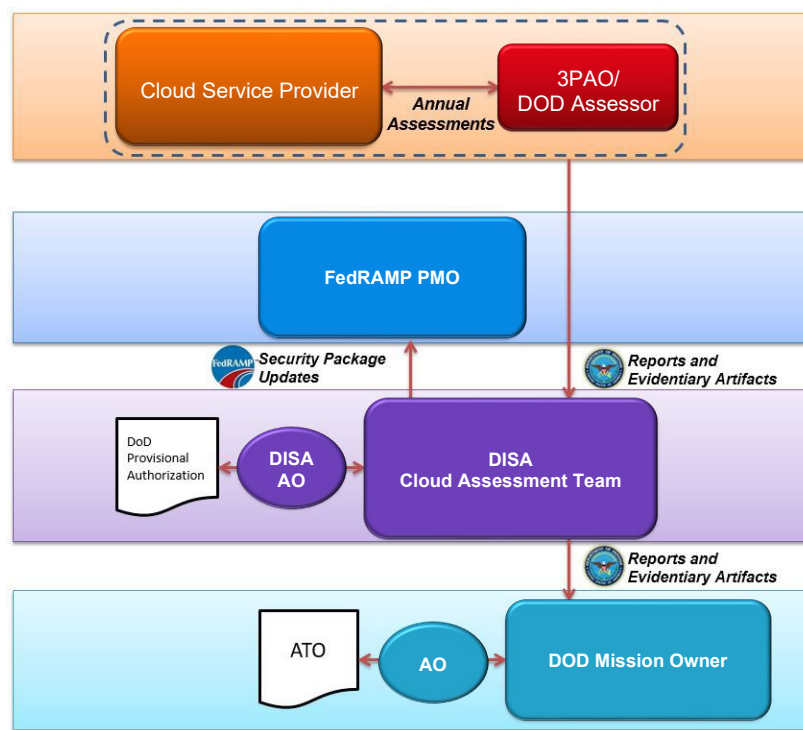 Cloud Service Provider
Annual
Assessments
3PAO/
DOD Assessor
FedRAMP PMO
FedRAMP
-Security Package
Updates
Reports and
Evidentiary Artifacts
DoD
Provisional
Authorization
DISA
AO
DISA
Cloud Assessment Team
Reports and
Evidentiary Artifacts
ATO
AO
DOD Mission Owner